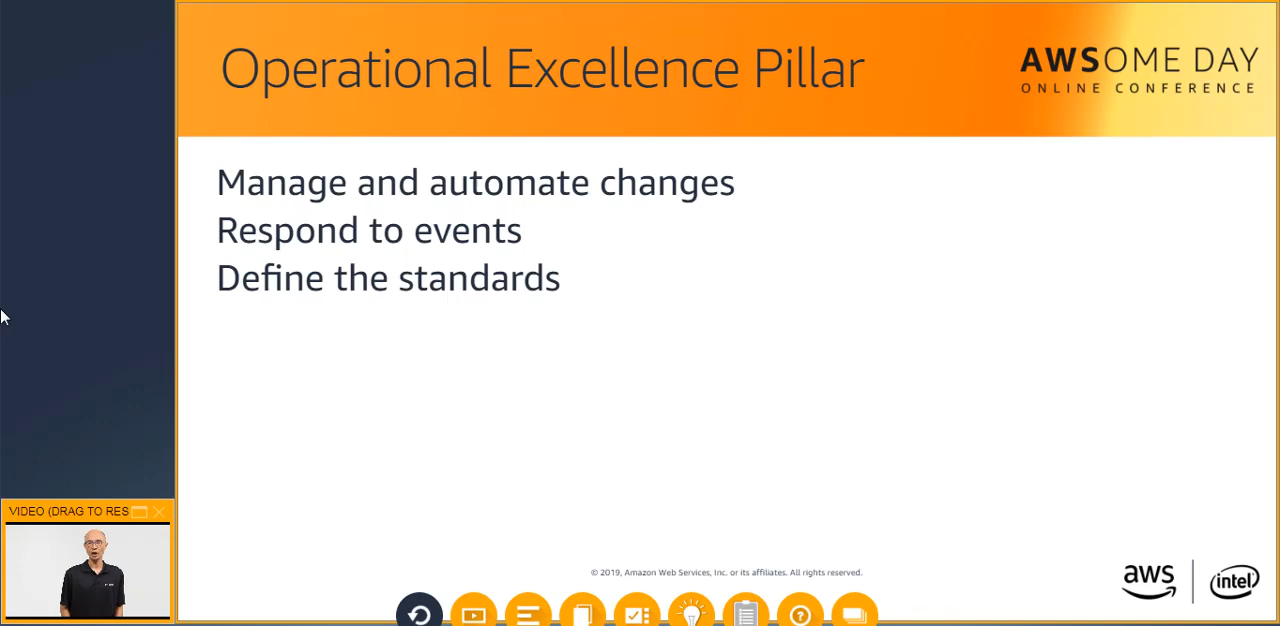 Operational Excellence Pillar
AWSOME DAY
ONLINE CONFERENCE
Manage and automate changes
Respond to events
Define the standards
VIDEO (DRAG TO RES
© 2019, Amazon Web Services, Inc. or its affiliates. All rights reserved.
aws
intel